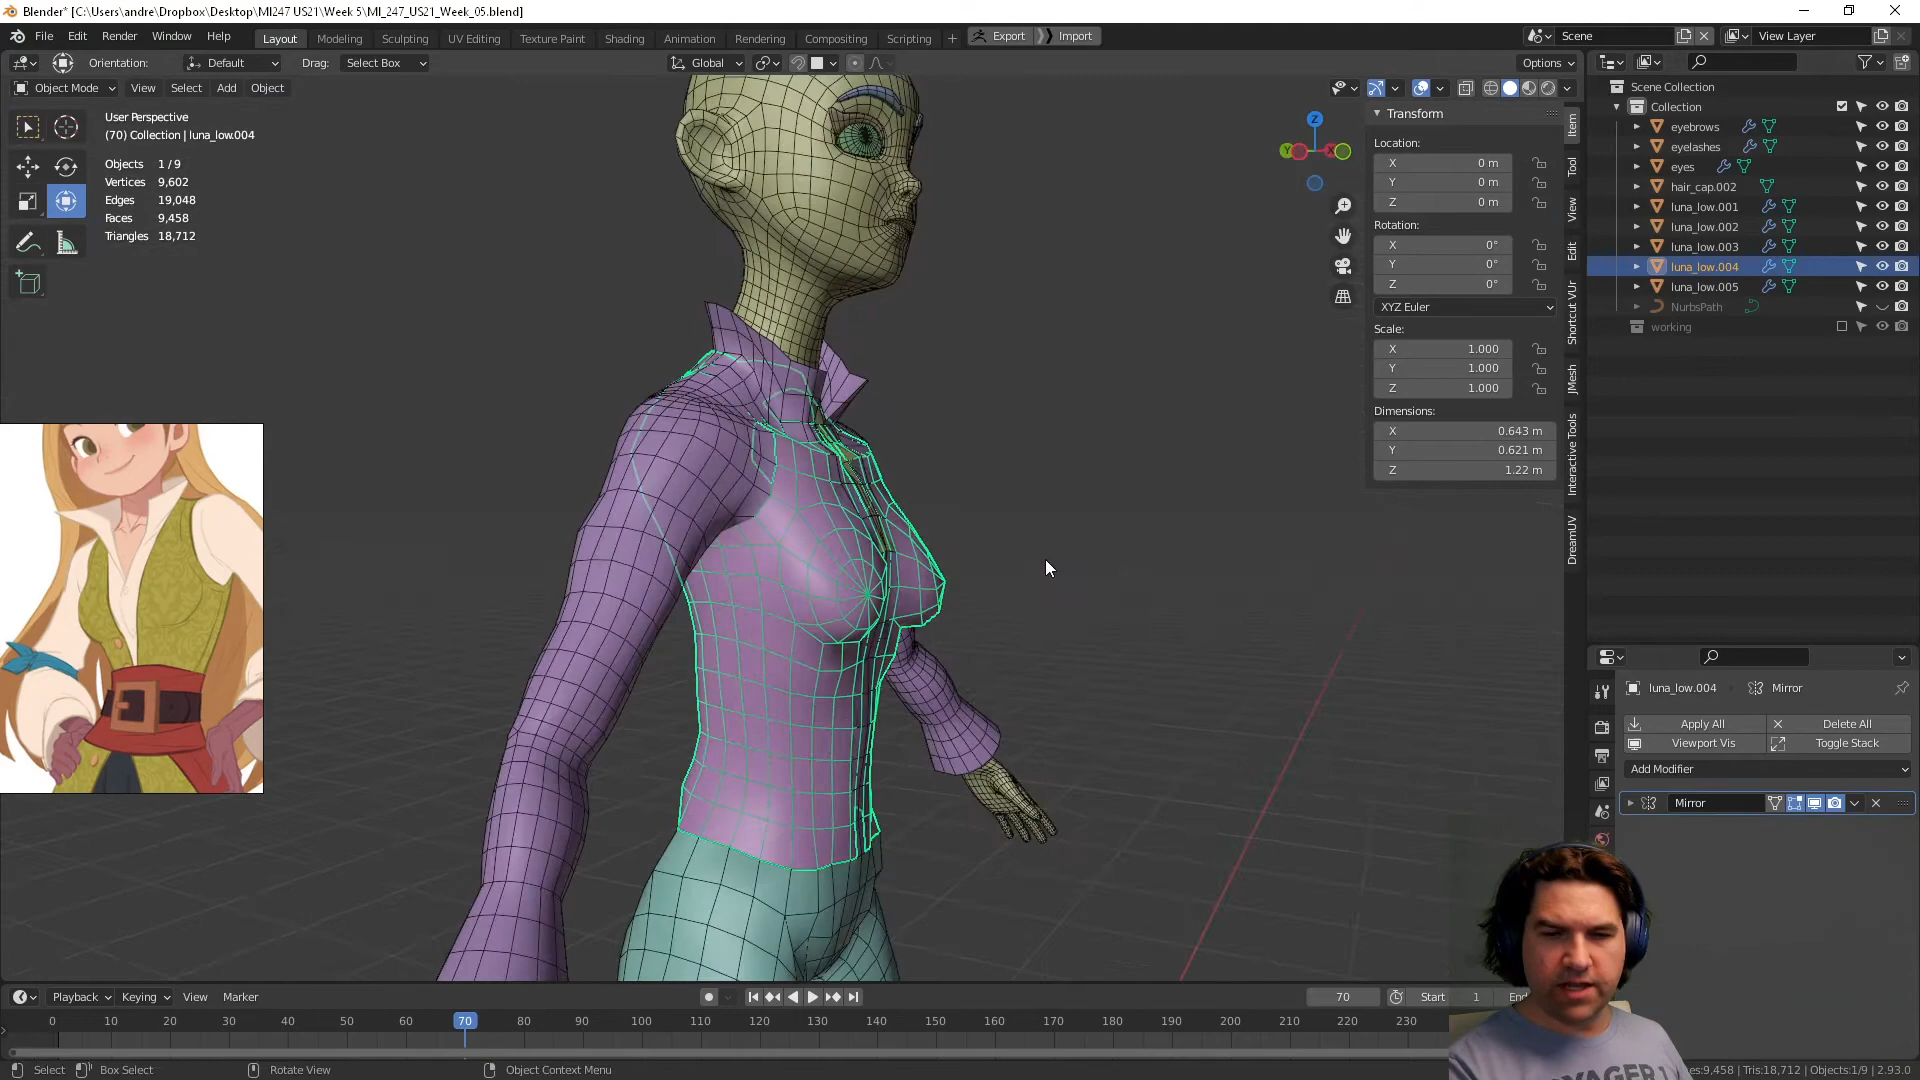 Blender* [C:\Users\andre\Dropbox\Desktop\MI247 US21\Week 5\MI_247_US21_Week_05.blend]
File Edit Render Window Help Layout Modeling Sculpting UV Editing Texture Paint Shading Animation Rendering Compositing Scripting + Export Import Scene View Layer
Orientation: Default Drag: Select Box Global Options
Object Mode View Select Add Object
User Perspective
(70) Collection | luna_low.004
Objects 1 / 9
Vertices 9,602
Edges 19,048
Faces 9,458
Triangles 18,712
Z
Y
X
Transform
Location:
X 0 m
Y 0 m
Z 0 m
Rotation:
X 0°
Y 0°
Z 0°
XYZ Euler
Scale:
X 1.000
Y 1.000
Z 1.000
Dimensions:
X 0.643 m
Y 0.621 m
Z 1.22 m
Item
Tool
View
Edit
Shortcut VUr
JMesh
Interactive Tools
DreamUV
Scene Collection
Collection
eyebrows
eyelashes
eyes
hair_cap.002
luna_low.001
luna_low.002
luna_low.003
luna_low.004
luna_low.005
NurbsPath
working
luna_low.004 Mirror
Apply All Delete All
Viewport Vis Toggle Stack
Add Modifier
Mirror
Playback Keying View Marker 70 Start 1 End
0 10 20 30 40 50 60 70 80 90 100 110 120 130 140 150 160 170 180 190 200 210 220 230
Select Box Select Rotate View Object Context Menu 9,458 | Tris:18,712 | Objects:1/9 | 2.93.0